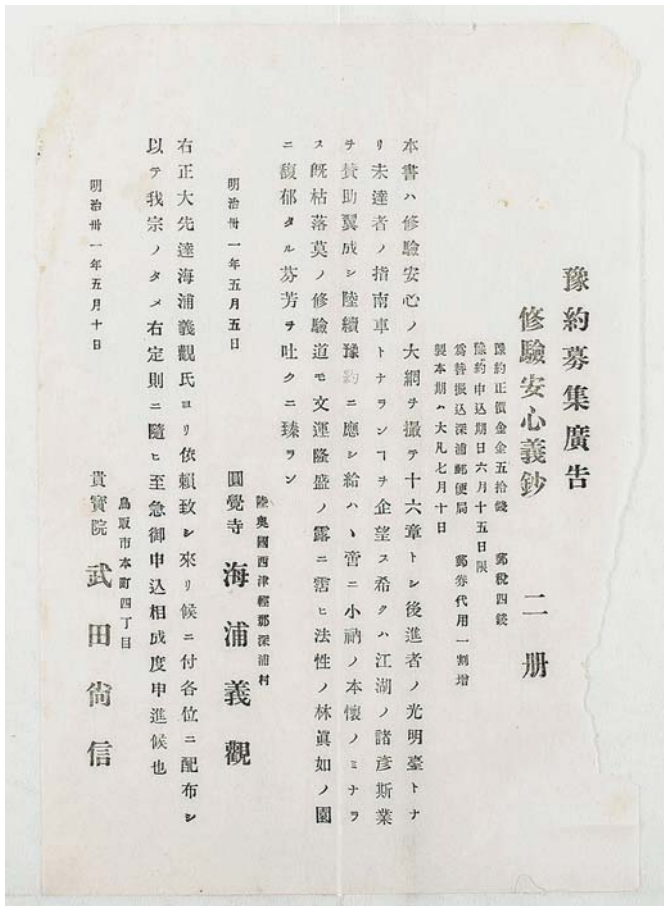 豫約募集廣告
修驗安心義鈔 二册
豫約正價金五拾錢 郵稅四錢
豫約申込期日六月十五日限
爲替振込深浦郵便局 郵券代用一割增
製本期ハ大凡七月十日
本書ハ修驗安心ノ大綱ヲ撮テ十六章トシ後進者ノ光明臺トナ
リ未達者ノ指南車トナランヿヲ企望ス希クハ江湖ノ諸彦斯業
ヲ贊助翼成シ陸續豫約ニ應シ給ハヽ啻ニ小衲ノ本懷ノミナラ
ス既枯落莫ノ修驗道モ文運隆盛ノ露ニ霑ヒ法性ノ林眞如ノ園
ニ馥郁タル芬芳ヲ吐クニ臻ラン
陸奥國西津輕郡深浦村
明治卅一年五月五日 圓覺寺 海浦義觀
右正大先達海浦義觀氏ヨリ依賴致シ來リ候ニ付各位ニ配布シ
以テ我宗ノタメ右定則ニ隨ヒ至急御申込相成度申進候也
鳥取市本町四丁目
明治卅一年五月十日 貴寳院 武田尙信